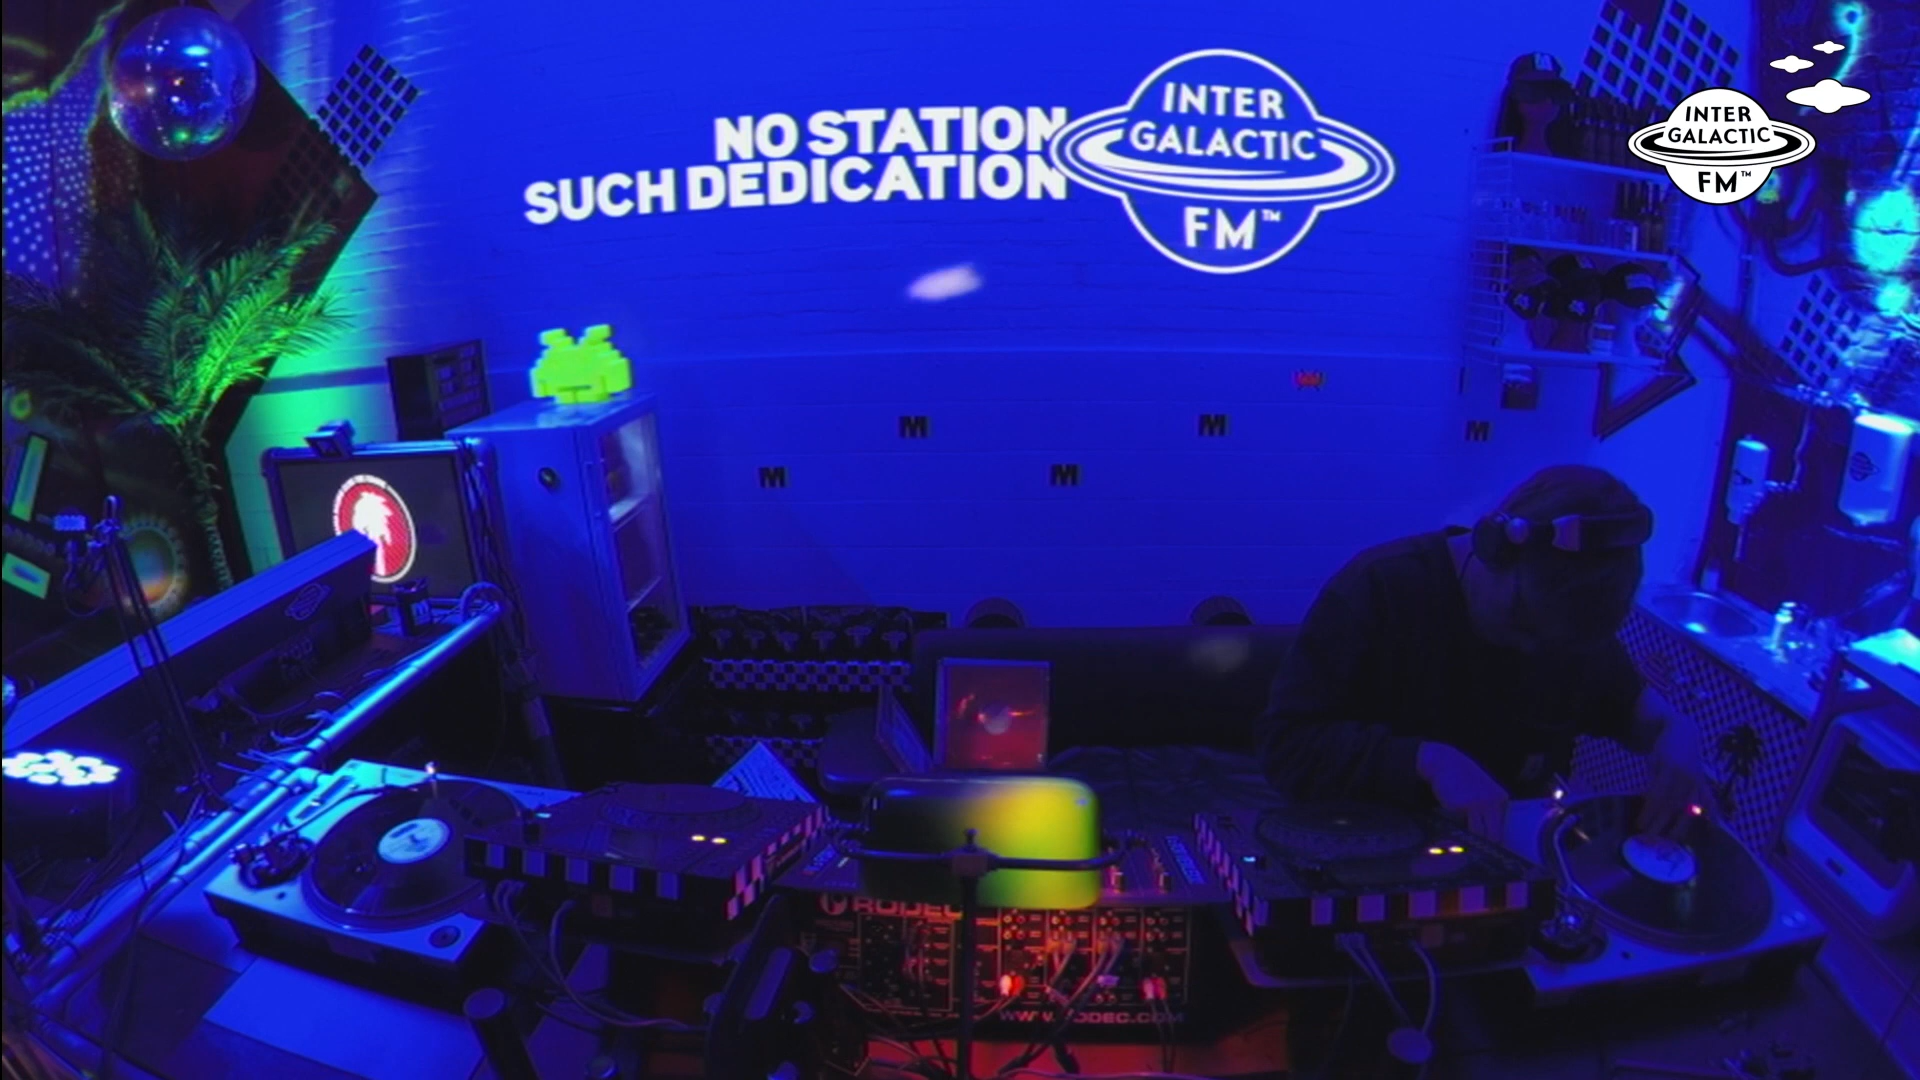 NO STATION
SUCH DEDICATION
INTER
GALACTIC
FM™
INTER
GALACTIC
FM™
M
M
M
M
M
RODEC
WWW.RODEC.COM